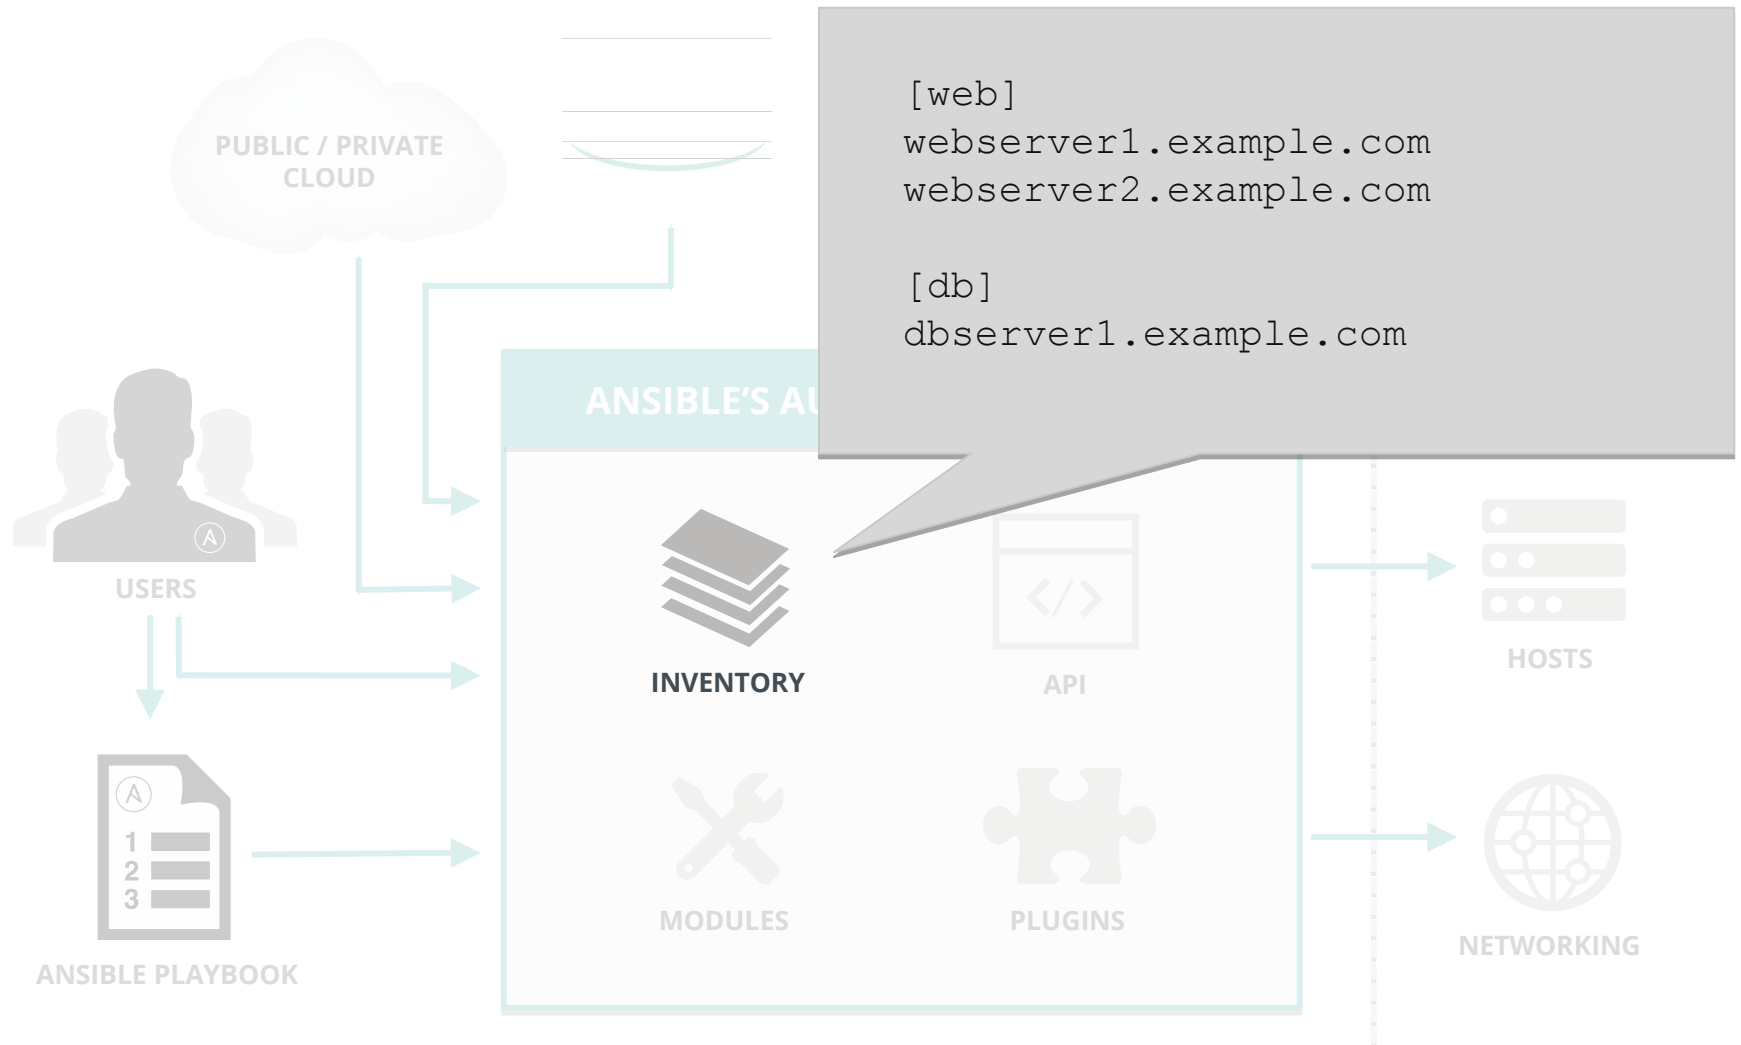 PUBLIC / PRIVATE
CLOUD
[web]
webserver1.example.com
webserver2.example.com
[db]
dbserver1.example.com
ANSIBLE'S
USERS
INVENTORY
API
</>
HOSTS
1
2
3
MODULES
PLUGINS
NETWORKING
ANSIBLE PLAYBOOK